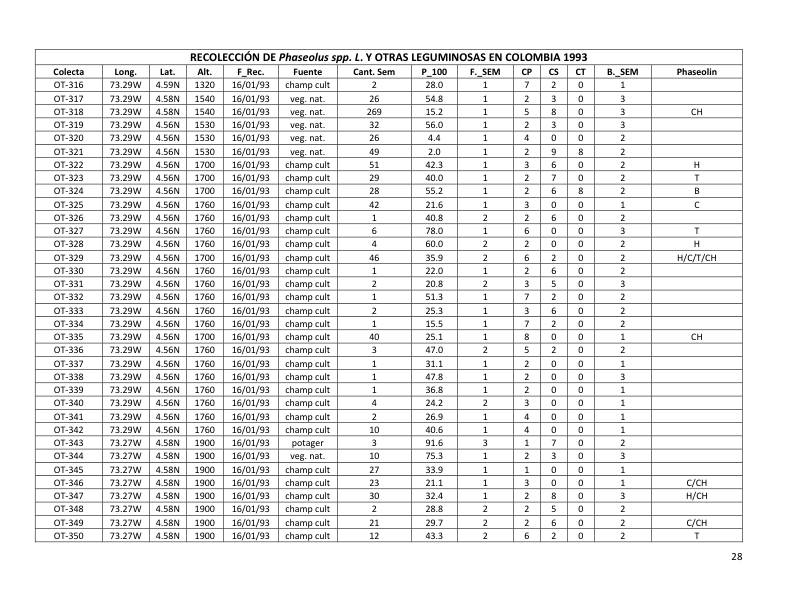 RECOLECCIÓN DE Phaseolus spp. L. Y OTRAS LEGUMINOSAS EN COLOMBIA 1993
Colecta Long. Lat. Alt. F_Rec. Fuente Cant. Sem P_100 F._SEM CP CS CT B._SEM Phaseolin
OT-316 73.29W 4.59N 1320 16/01/93 champ cult 2 28.0 1 7 2 0 1
OT-317 73.29W 4.58N 1540 16/01/93 veg. nat. 26 54.8 1 2 3 0 3
OT-318 73.29W 4.58N 1540 16/01/93 veg. nat. 269 15.2 1 5 8 0 3 CH
OT-319 73.29W 4.56N 1530 16/01/93 veg. nat. 32 56.0 1 2 3 0 3
OT-320 73.29W 4.56N 1530 16/01/93 veg. nat. 26 4.4 1 4 0 0 2
OT-321 73.29W 4.56N 1530 16/01/93 veg. nat. 49 2.0 1 2 9 8 2
OT-322 73.29W 4.56N 1700 16/01/93 champ cult 51 42.3 1 3 6 0 2 H
OT-323 73.29W 4.56N 1700 16/01/93 champ cult 29 40.0 1 2 7 0 2 T
OT-324 73.29W 4.56N 1700 16/01/93 champ cult 28 55.2 1 2 6 8 2 B
OT-325 73.29W 4.56N 1760 16/01/93 champ cult 42 21.6 1 3 0 0 1 C
OT-326 73.29W 4.56N 1760 16/01/93 champ cult 1 40.8 2 2 6 0 2
OT-327 73.29W 4.56N 1760 16/01/93 champ cult 6 78.0 1 6 0 0 3 T
OT-328 73.29W 4.56N 1760 16/01/93 champ cult 4 60.0 2 2 0 0 2 H
OT-329 73.29W 4.56N 1760 16/01/93 champ cult 46 35.9 2 6 2 0 2 H/C/T/CH
OT-330 73.29W 4.56N 1760 16/01/93 champ cult 1 22.0 1 2 6 0 2
OT-331 73.29W 4.56N 1760 16/01/93 champ cult 2 20.8 2 3 5 0 3
OT-332 73.29W 4.56N 1760 16/01/93 champ cult 1 51.3 1 7 2 0 2
OT-333 73.29W 4.56N 1760 16/01/93 champ cult 2 25.3 1 3 6 0 2
OT-334 73.29W 4.56N 1760 16/01/93 champ cult 1 15.5 1 7 2 0 2
OT-335 73.29W 4.56N 1760 16/01/93 champ cult 40 25.1 1 8 0 0 1 CH
OT-336 73.29W 4.56N 1760 16/01/93 champ cult 3 47.0 2 5 2 0 2
OT-337 73.29W 4.56N 1760 16/01/93 champ cult 1 31.1 1 2 0 0 1
OT-338 73.29W 4.56N 1760 16/01/93 champ cult 1 47.8 1 2 0 0 3
OT-339 73.29W 4.56N 1760 16/01/93 champ cult 1 36.8 1 2 0 0 1
OT-340 73.29W 4.56N 1760 16/01/93 champ cult 4 24.2 2 3 0 0 1
OT-341 73.29W 4.56N 1760 16/01/93 champ cult 2 26.9 1 4 0 0 1
OT-342 73.29W 4.56N 1760 16/01/93 champ cult 10 40.6 1 4 0 0 1
OT-343 73.27W 4.58N 1900 16/01/93 potager 3 91.6 3 1 7 0 2
OT-344 73.27W 4.58N 1900 16/01/93 veg. nat. 10 75.3 1 2 3 0 3
OT-345 73.27W 4.58N 1900 16/01/93 champ cult 27 33.9 1 1 0 0 1
OT-346 73.27W 4.58N 1900 16/01/93 champ cult 23 21.1 1 3 0 0 1 C/CH
OT-347 73.27W 4.58N 1900 16/01/93 champ cult 30 32.4 1 2 8 0 3 H/CH
OT-348 73.27W 4.58N 1900 16/01/93 champ cult 2 28.8 2 2 5 0 2
OT-349 73.27W 4.58N 1900 16/01/93 champ cult 21 29.7 2 2 6 0 2 C/CH
OT-350 73.27W 4.58N 1900 16/01/93 champ cult 12 43.3 2 6 2 0 2 T
28